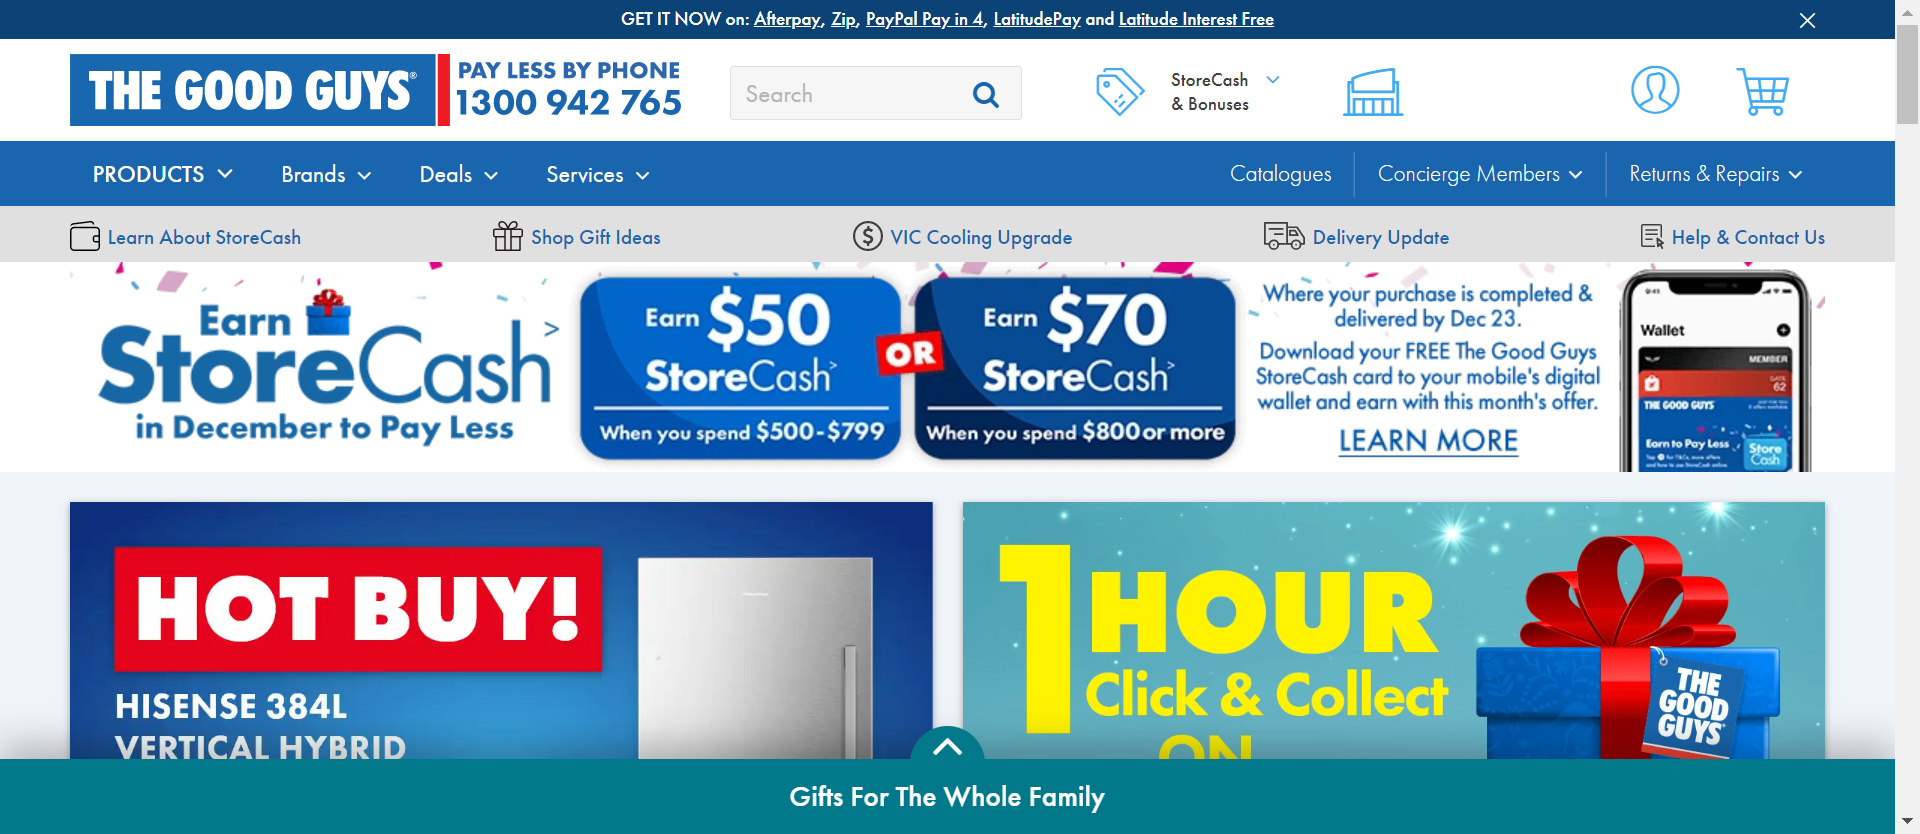 GET IT NOW on: Afterpay, Zip, PayPal Pay in 4, LatitudePay and Latitude Interest Free
THE GOOD GUYS®
PAY LESS BY PHONE
1300 942 765
Search
StoreCash
& Bonuses
PRODUCTS
Brands
Deals
Services
Catalogues
Concierge Members
Returns & Repairs
Learn About StoreCash
Shop Gift Ideas
VIC Cooling Upgrade
Delivery Update
Help & Contact Us
Earn
StoreCash>
in December to Pay Less
Earn $50
StoreCash>
When you spend $500-$799
OR
Earn $70
StoreCash>
When you spend $800 or more
Where your purchase is completed &
delivered by Dec 23.
Download your FREE The Good Guys
StoreCash card to your mobile's digital
wallet and earn with this month's offer.
LEARN MORE
9:41
Wallet
MEMBER
GATE
62
THE GOOD GUYS
Earn to Pay Less
Store
Cash
HOT BUY!
HISENSE 384L
VERTICAL HYBRID
1 HOUR
Click & Collect
ON
THE
GOOD
GUYS
Gifts For The Whole Family